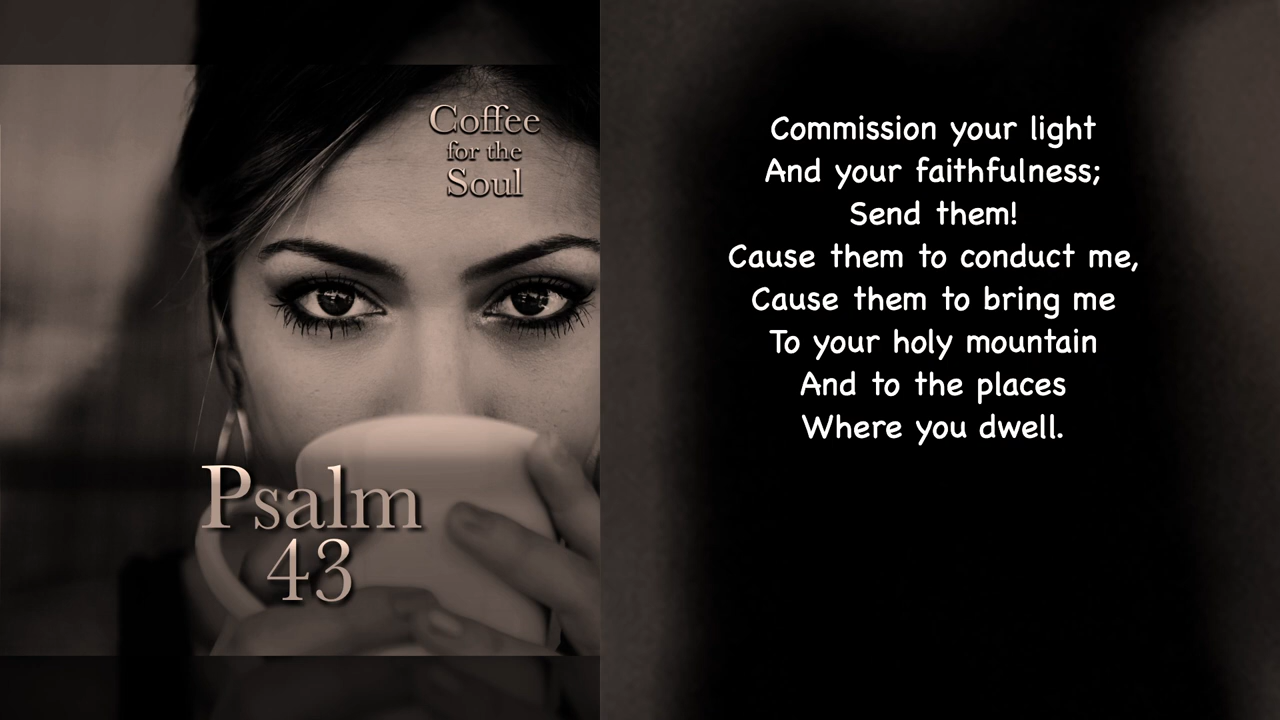 Coffee
for the
Soul
Psalm
43
Commission your light
And your faithfulness;
Send them!
Cause them to conduct me,
Cause them to bring me
To your holy mountain
And to the places
Where you dwell.